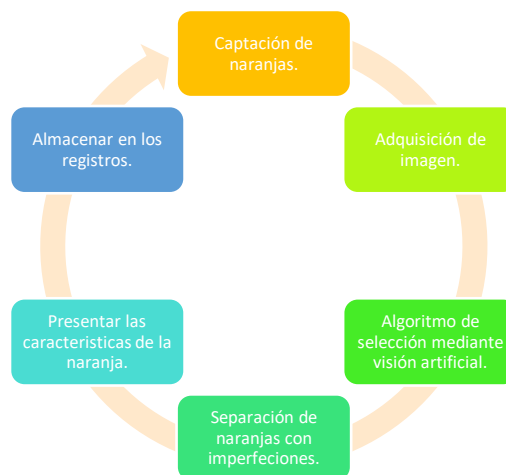 Captación de
naranjas.
Adquisición de
imagen.
Algoritmo de
selección mediante
visión artificial.
Separación de
naranjas con
imperfeciones.
Presentar las
caracteristicas de la
naranja.
Almacenar en los
registros.